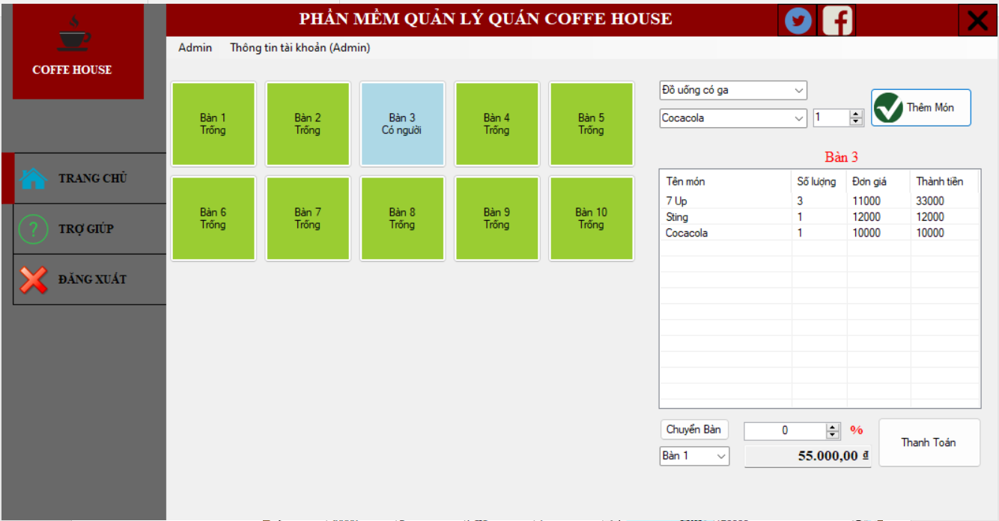 PHẦN MỀM QUẢN LÝ QUÁN COFFE HOUSE
COFFE HOUSE
Admin Thông tin tài khoản (Admin)
TRANG CHỦ
TRỢ GIÚP
ĐĂNG XUẤT
Bàn 1
Trống
Bàn 2
Trống
Bàn 3
Có người
Bàn 4
Trống
Bàn 5
Trống
Bàn 6
Trống
Bàn 7
Trống
Bàn 8
Trống
Bàn 9
Trống
Bàn 10
Trống
Đồ uống có ga
Cocacola 1
Thêm Món
Bàn 3
Tên món Số lượng Đơn giá Thành tiền
7 Up 3 11000 33000
Sting 1 12000 12000
Cocacola 1 10000 10000
Chuyển Bàn 0 %
Bàn 1 55.000,00 ₫
Thanh Toán